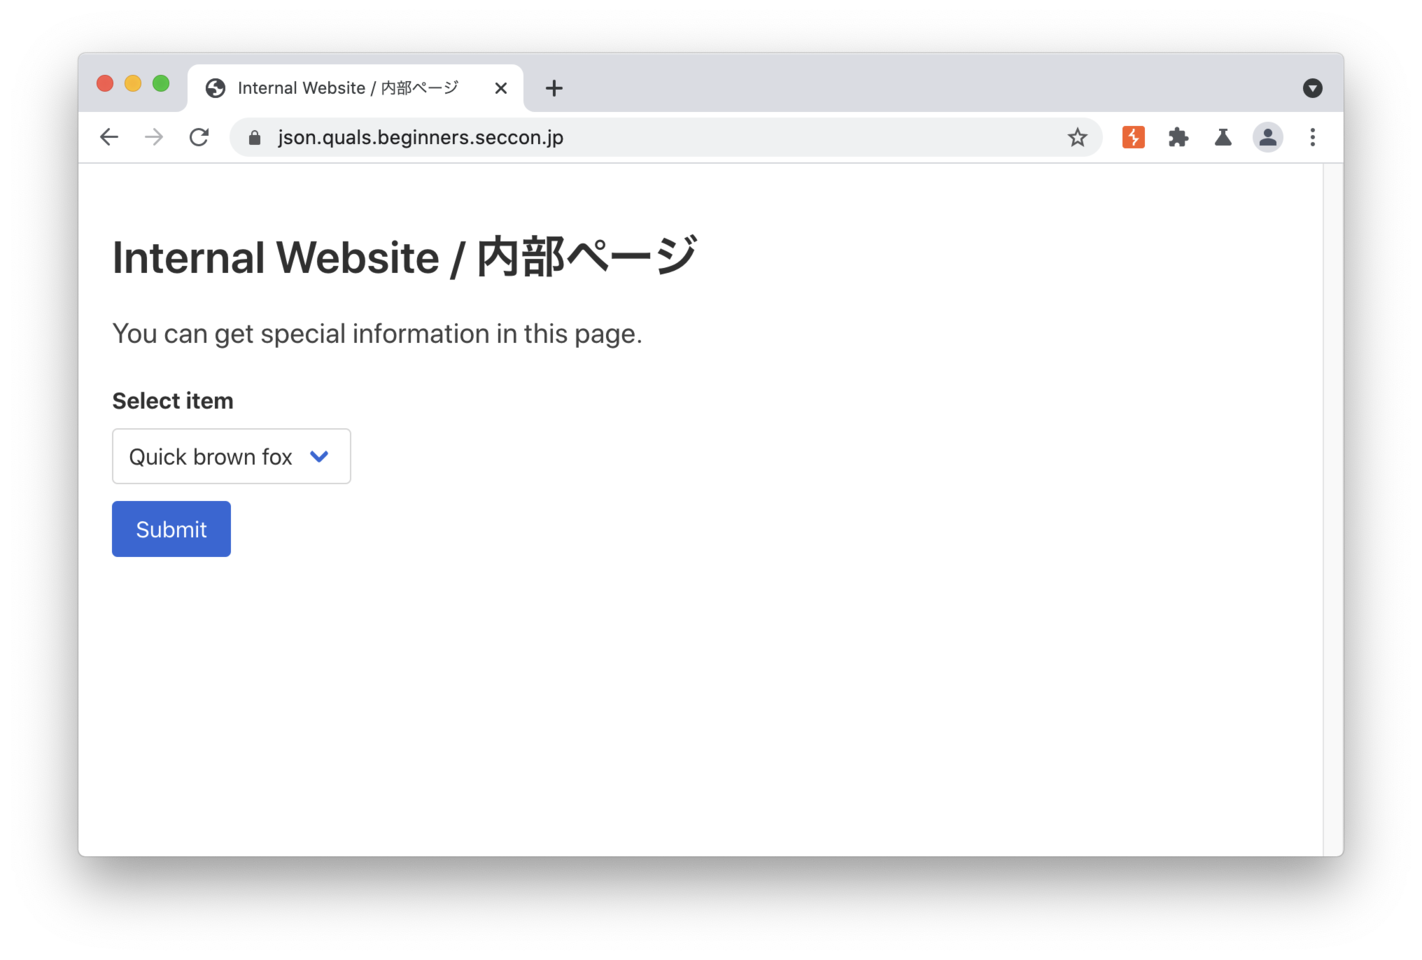 Internal Website / 内部ページ
json.quals.beginners.seccon.jp
Internal Website / 内部ページ
You can get special information in this page.
Select item
Quick brown fox
Submit